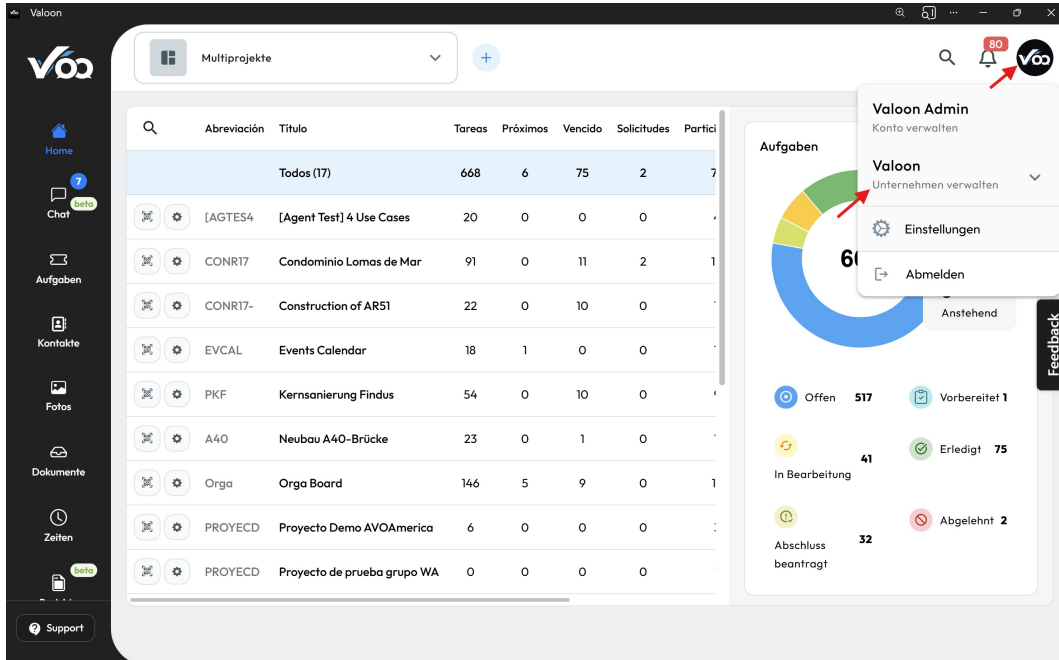 Valoon
Voo
Multiprojekte
80
Voo
Home
7
Chat
beta
Aufgaben
Kontakte
Fotos
Dokumente
Zeiten
beta
Support
Abreviación Título Tareas Próximos Vencido Solicitudes Partici
Todos (17) 668 6 75 2 7
[AGTES4 [Agent Test] 4 Use Cases 20 0 0 0
CONR17 Condominio Lomas de Mar 91 0 11 2 1
CONR17- Construction of AR51 22 0 10 0
EVCAL Events Calendar 18 1 0 0
PKF Kernsanierung Findus 54 0 10 0
A40 Neubau A40-Brücke 23 0 1 0
Orga Orga Board 146 5 9 0 1
PROYECD Proyecto Demo AVOAmerica 6 0 0 0
PROYECD Proyecto de prueba grupo WA 0 0 0 0
Aufgaben
Valoon Admin
Konto verwalten
Valoon
Unternehmen verwalten
Einstellungen
Abmelden
Anstehend
Feedback
Offen 517
Vorbereitet 1
In Bearbeitung 41
Erledigt 75
Abschluss
beantragt 32
Abgelehnt 2